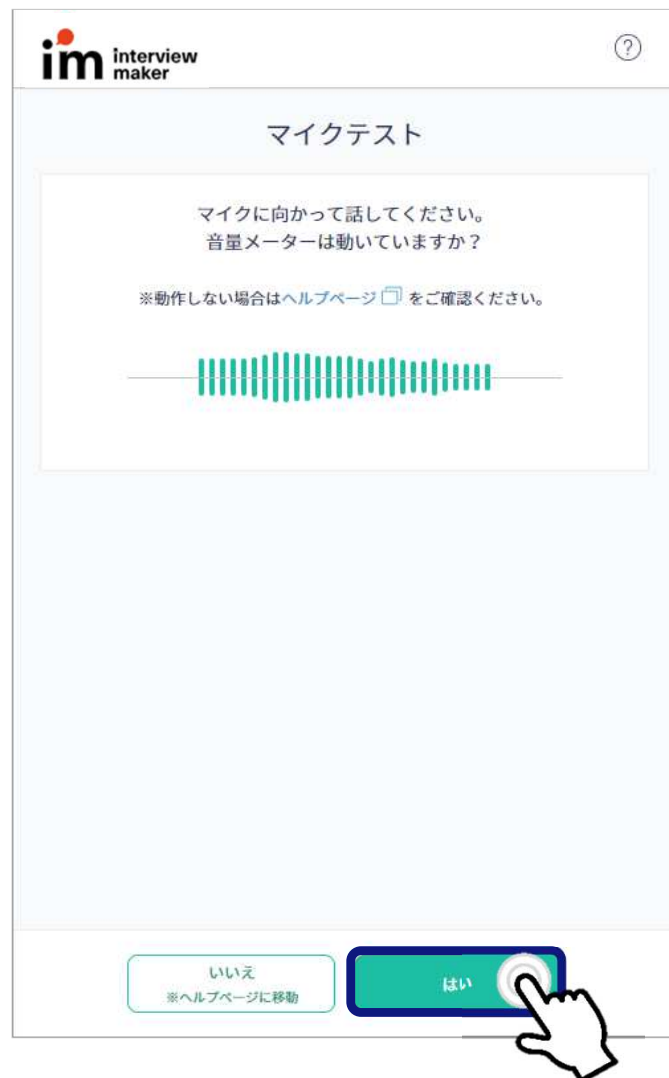 im interview
maker
?
マイクテスト
マイクに向かって話してください。
音量メーターは動いていますか？
※動作しない場合はヘルプページ をご確認ください。
いいえ
※ヘルプページに移動
はい